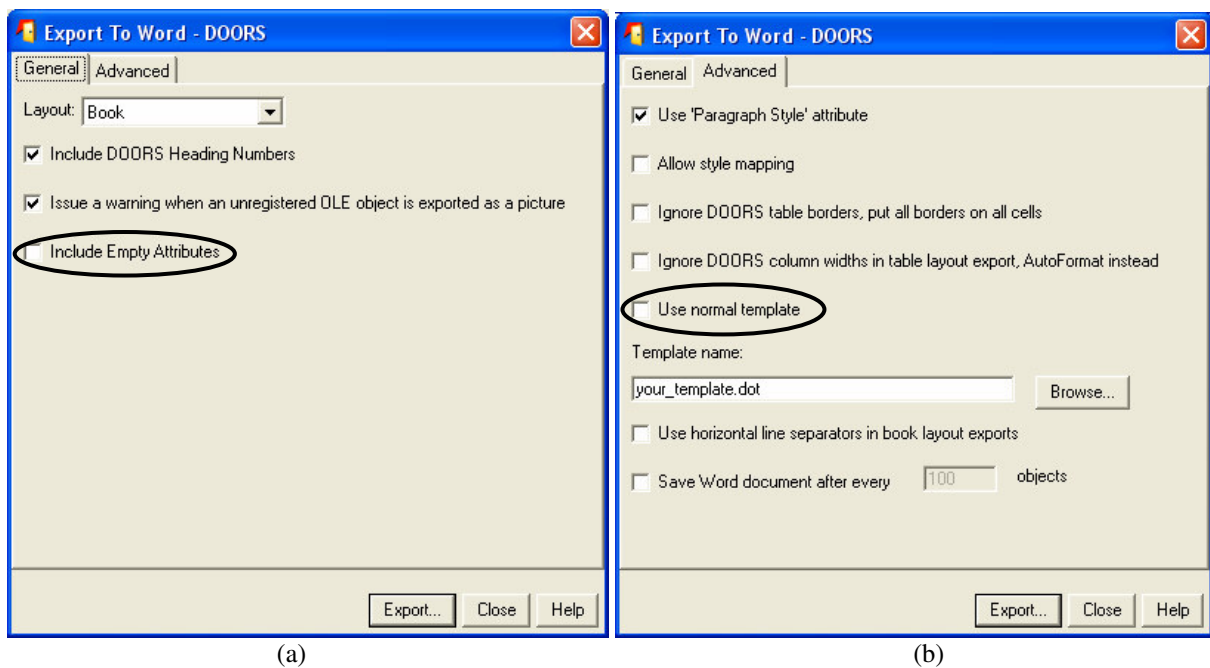 Export To Word - DOORS
General Advanced
Layout: Book
Include DOORS Heading Numbers
Issue a warning when an unregistered OLE object is exported as a picture
Include Empty Attributes
Export... Close Help
(a)
Export To Word - DOORS
General Advanced
Use 'Paragraph Style' attribute
Allow style mapping
Ignore DOORS table borders, put all borders on all cells
Ignore DOORS column widths in table layout export, AutoFormat instead
Use normal template
Template name:
your_template.dot Browse...
Use horizontal line separators in book layout exports
Save Word document after every 100 objects
Export... Close Help
(b)